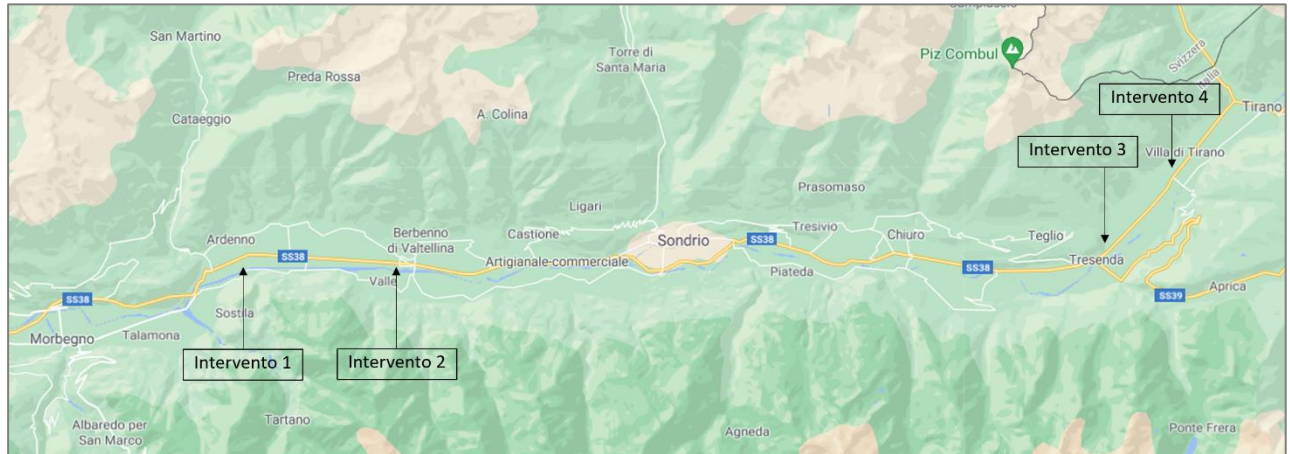 Campiascio
San Martino
Preda Rossa
Torre di
Santa Maria
Piz Combul
Svizzera
Italia
Intervento 4
Tirano
A. Colina
Cataeggio
Intervento 3
Villa di Tirano
Prasomaso
Ligari
Ardenno
Berbenno
di Valtellina
Castione
Sondrio
SS38
Tresivio
Chiuro
Teglio
SS38
Artigianale-commerciale
Piateda
SS38
Tresenda
Valle
SS39
Aprica
SS38
Sostila
Morbegno
Talamona
Intervento 1
Intervento 2
Albaredo per
San Marco
Tartano
Agneda
Ponte Frera